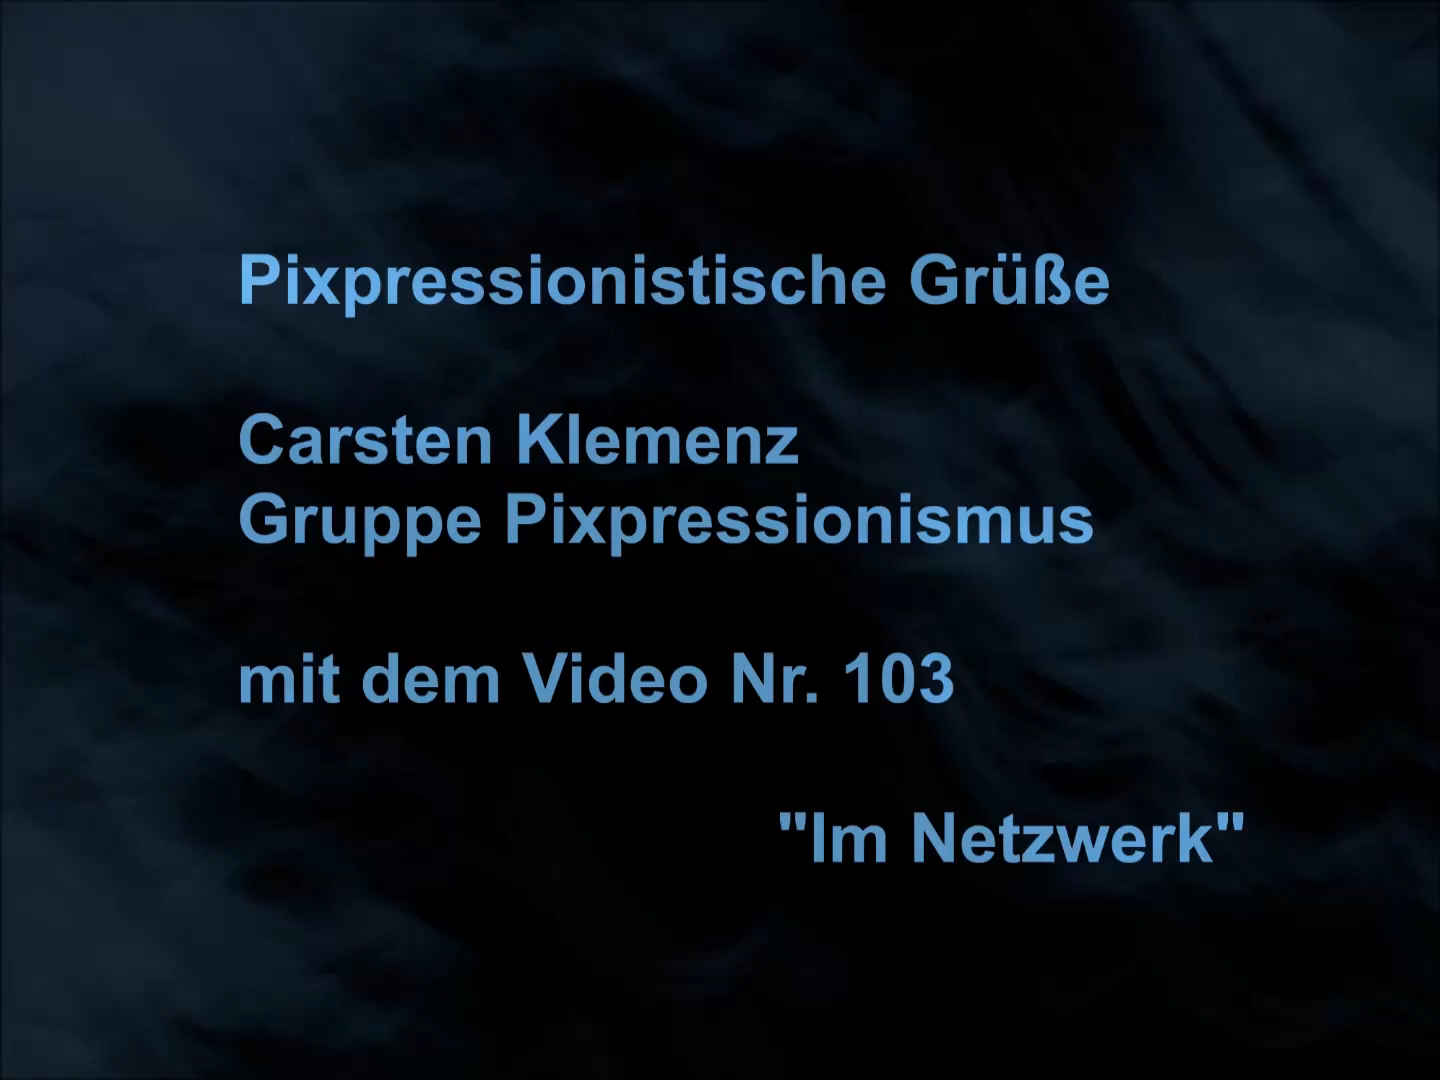 Pixpressionistische Grüße
Carsten Klemenz
Gruppe Pixpressionismus
mit dem Video Nr. 103
"Im Netzwerk"